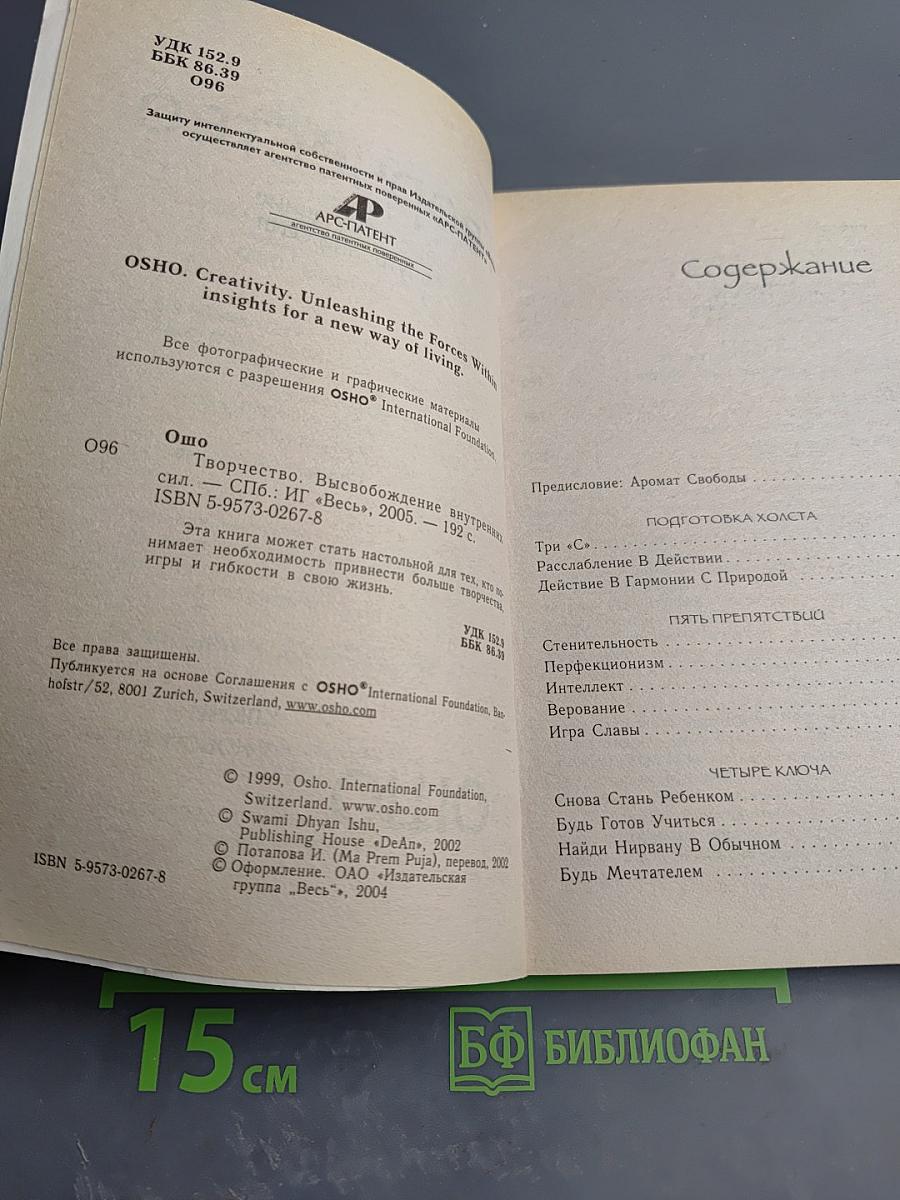 УДК 152.9
ББК 86.39
О96
Защиту интеллектуальной собственности и прав Издательской группы
осуществляет агентство патентных поверенных «АРС-ПАТЕНТ»
АРС-ПАТЕНТ
агентство патентных поверенных
OSHO. Creativity. Unleashing the Forces Within
insights for a new way of living.
Все фотографические и графические материалы
используются с разрешения OSHO® International Foundation.
Ошо
О96
Творчество. Высвобождение внутренних
сил. — СПб.: ИГ «Весь», 2005. — 192 с.
ISBN 5-9573-0267-8
Эта книга может стать настольной для тех, кто по-
нимает необходимость привнести больше творчества,
игры и гибкости в свою жизнь.
УДК 152.9
ББК 86.39
Все права защищены.
Публикуется на основе Соглашения с OSHO® International Foundation, Ban-
hofstr/52, 8001 Zurich, Switzerland, www.osho.com
© 1999, Osho. International Foundation,
Switzerland. www.osho.com
© Swami Dhyan Ishu,
Publishing House «DeAn», 2002
© Потапова И. (Ma Prem Puja), перевод, 2002
© Оформление. ОАО «Издательская
группа „Весь“», 2004
ISBN 5-9573-0267-8
Содержание
Предисловие: Аромат Свободы
ПОДГОТОВКА ХОЛСТА
Три «С»
Расслабление В Действии
Действие В Гармонии С Природой
ПЯТЬ ПРЕПЯТСТВИЙ
Стенительность
Перфекционизм
Интеллект
Верование
Игра Славы
ЧЕТЫРЕ КЛЮЧА
Снова Стань Ребенком
Будь Готов Учиться
Найди Нирвану В Обычном
Будь Мечтателем
15 см
БФ БИБЛИОФАН